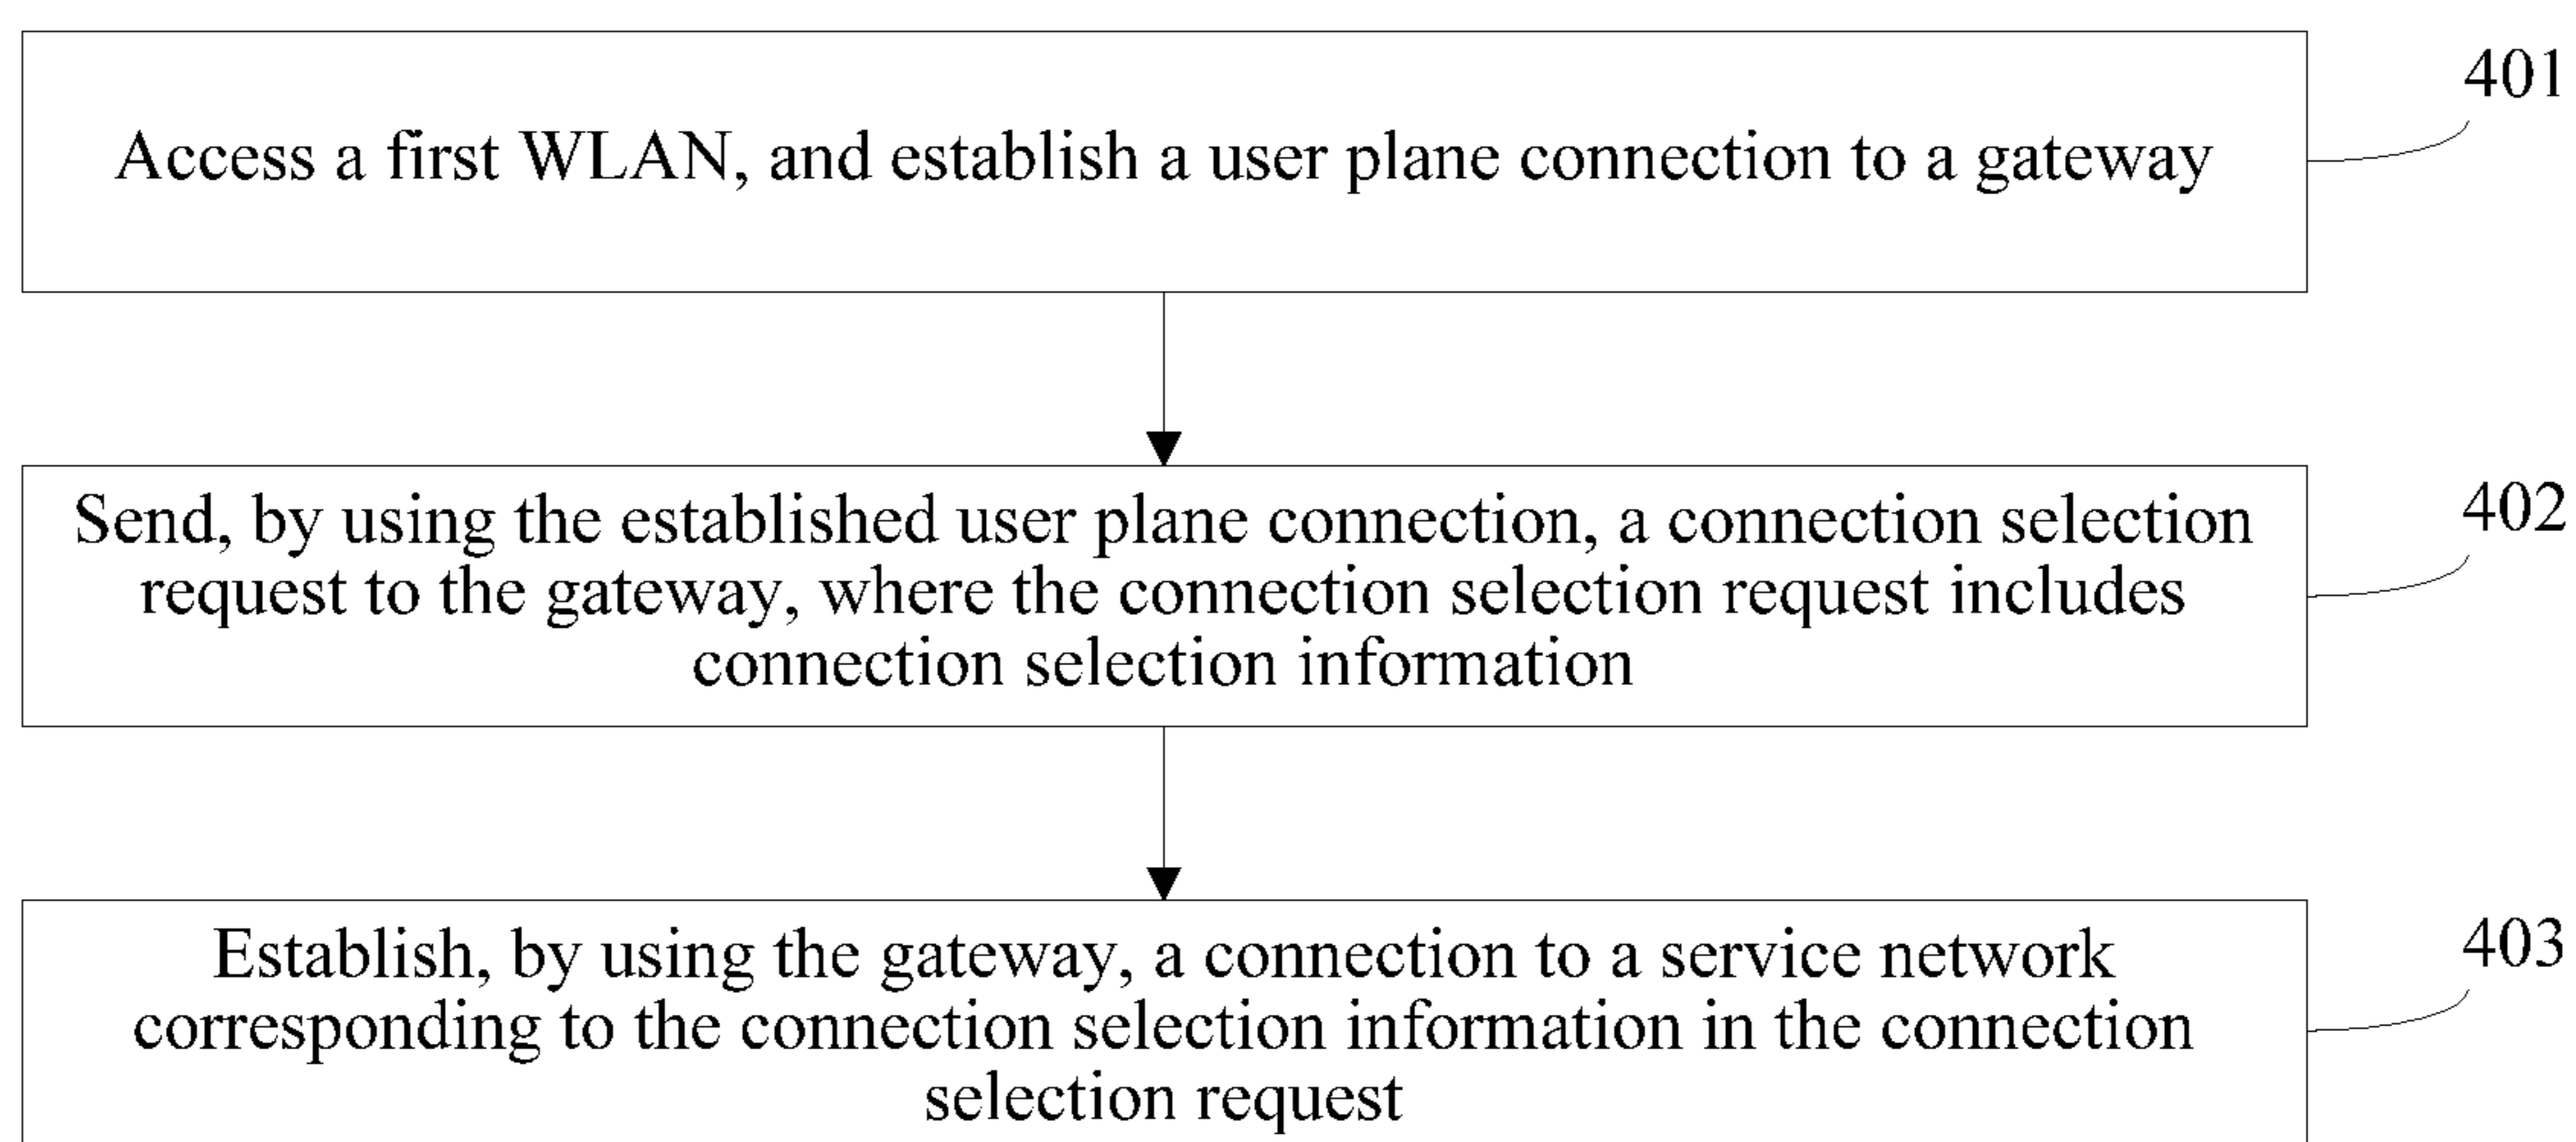 401
Access a first WLAN, and establish a user plane connection to a gateway
402
Send, by using the established user plane connection, a connection selection
request to the gateway, where the connection selection request includes
connection selection information
403
Establish, by using the gateway, a connection to a service network
corresponding to the connection selection information in the connection
selection request